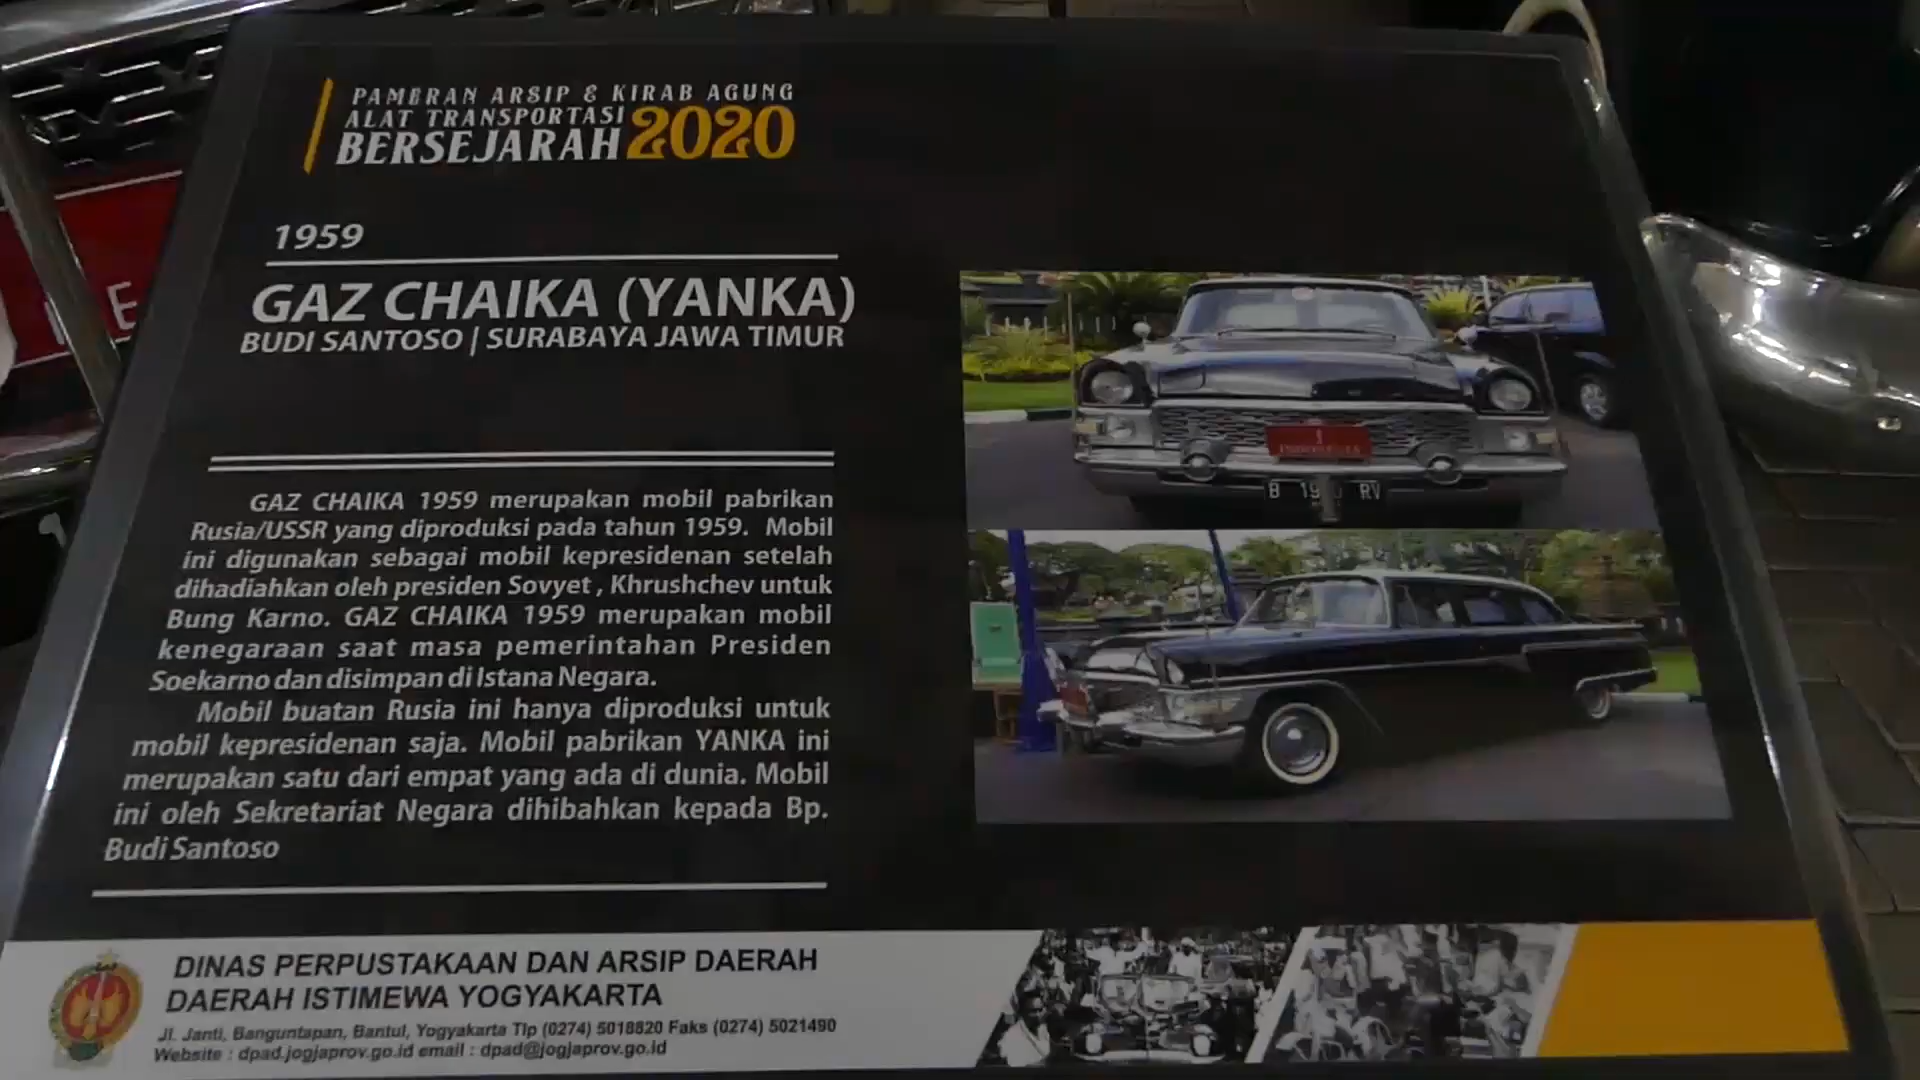 PAMERAN ARSIP & KIRAB AGUNG
ALAT TRANSPORTASI
BERSEJARAH 2020
1959
GAZ CHAIKA (YANKA)
BUDI SANTOSO | SURABAYA JAWA TIMUR
GAZ CHAIKA 1959 merupakan mobil pabrikan
Rusia/USSR yang diproduksi pada tahun 1959. Mobil
ini digunakan sebagai mobil kepresidenan setelah
dihadiahkan oleh presiden Sovyet , Khrushchev untuk
Bung Karno. GAZ CHAIKA 1959 merupakan mobil
kenegaraan saat masa pemerintahan Presiden
Soekarno dan disimpan di Istana Negara.
Mobil buatan Rusia ini hanya diproduksi untuk
mobil kepresidenan saja. Mobil pabrikan YANKA ini
merupakan satu dari empat yang ada di dunia. Mobil
ini oleh Sekretariat Negara dihibahkan kepada Bp.
Budi Santoso
DINAS PERPUSTAKAAN DAN ARSIP DAERAH
DAERAH ISTIMEWA YOGYAKARTA
Jl. Janti, Banguntapan, Bantul, Yogyakarta Tlp (0274) 5018820 Faks (0274) 5021490
Website : dpad.jogjaprov.go.id email : dpad@jogjaprov.go.id
B RV